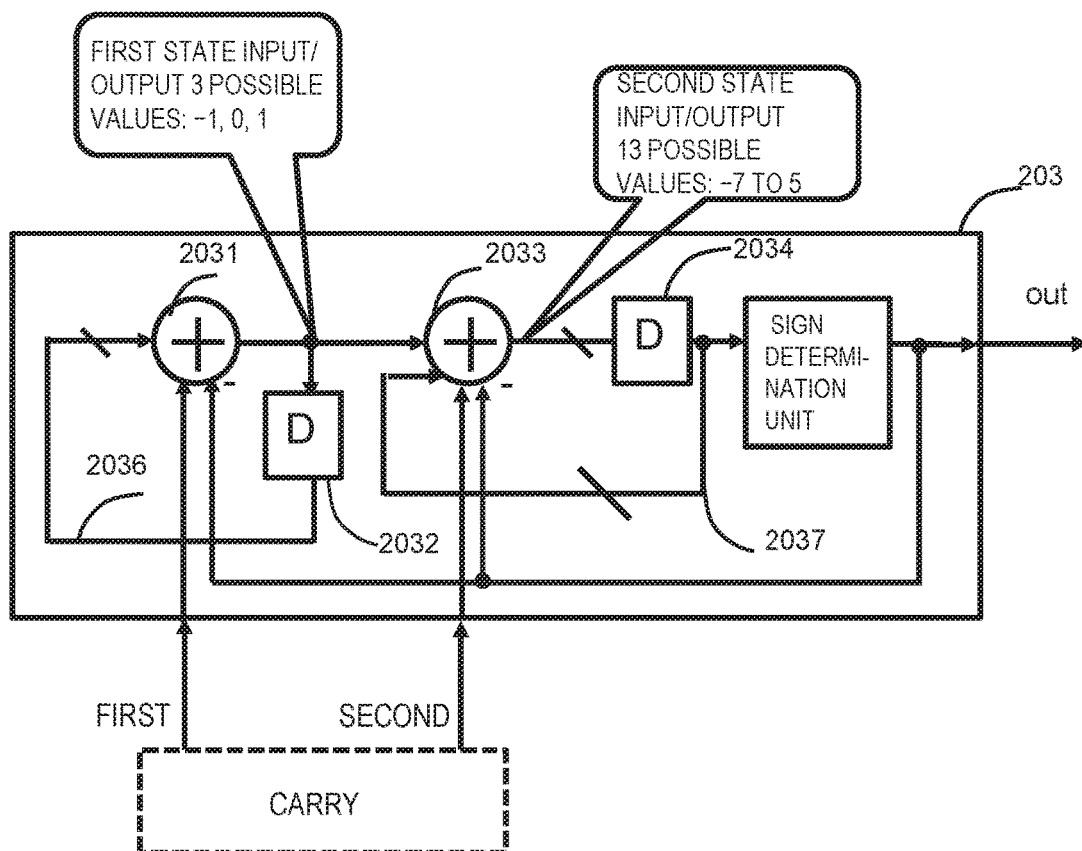 FIRST STATE INPUT/
OUTPUT 3 POSSIBLE
VALUES: −1, 0, 1
SECOND STATE
INPUT/OUTPUT
13 POSSIBLE
VALUES: −7 TO 5
203
2031
2033
2034
out
+
-
+
-
D
SIGN
DETERMI-
NATION
UNIT
D
2036
2032
2037
FIRST
SECOND
CARRY